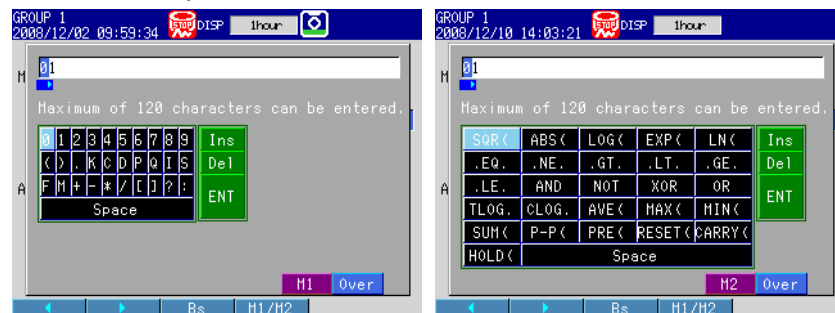 GROUP 1
2008/12/02 09:59:34 STOP DISP 1hour
M
01
Maximum of 120 characters can be entered.
0 1 2 3 4 5 6 7 8 9 Ins
( ) . K C D P Q I S Del
A
F M + - * / [ ] ? : ENT
Space
M1 Over
Bs M1/M2
GROUP 1
2008/12/10 14:03:21 STOP DISP 1hour
M
01
Maximum of 120 characters can be entered.
SQR( ABS( LOG( EXP( LN( Ins
.EQ. .NE. .GT. .LT. .GE. Del
A
.LE. AND NOT XOR OR ENT
TLOG. CLOG. AVE( MAX( MIN(
SUM( P-P( PRE( RESET( CARRY(
HOLD( Space
M2 Over
Bs M1/M2